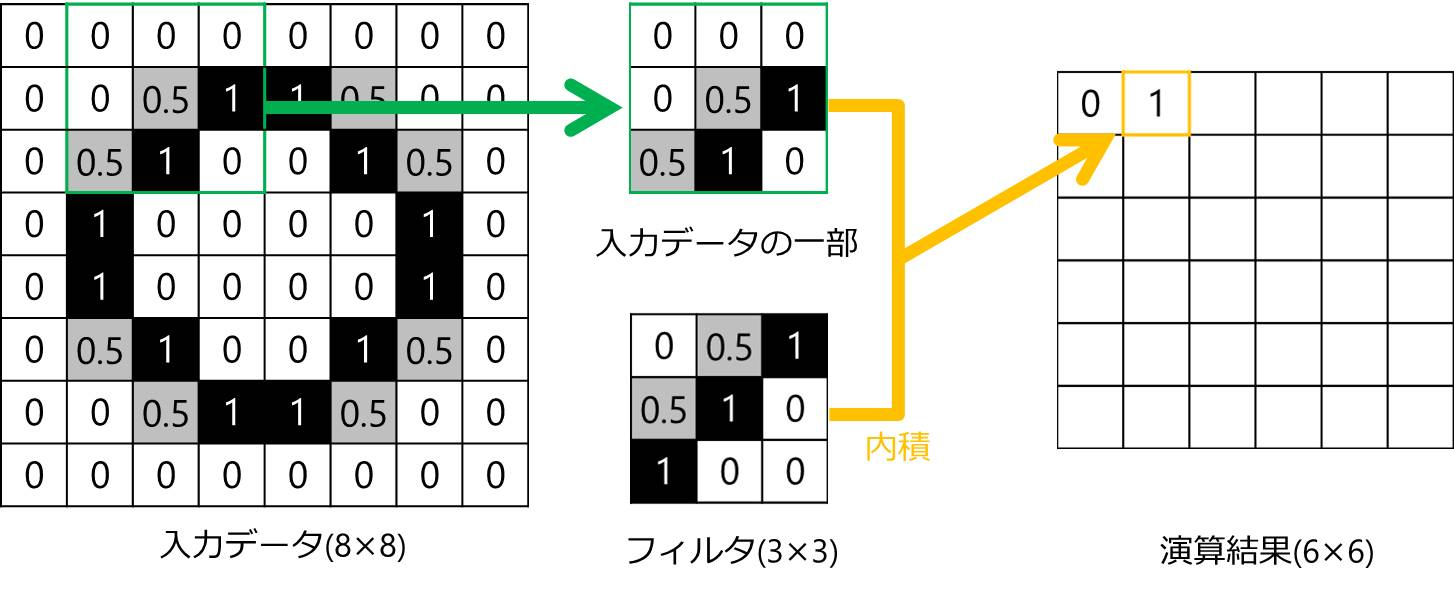 0 0 0 0 0 0 0 0
0 0 0.5 1 1 0.5 0 0
0 0.5 1 0 0 1 0.5 0
0 1 0 0 0 0 1 0
0 1 0 0 0 0 1 0
0 0.5 1 0 0 1 0.5 0
0 0 0.5 1 1 0.5 0 0
0 0 0 0 0 0 0 0
入力データ(8×8)
0 0 0
0 0.5 1
0.5 1 0
入力データの一部
0 0.5 1
0.5 1 0
1 0 0
フィルタ(3×3)
内積
0 1
演算結果(6×6)